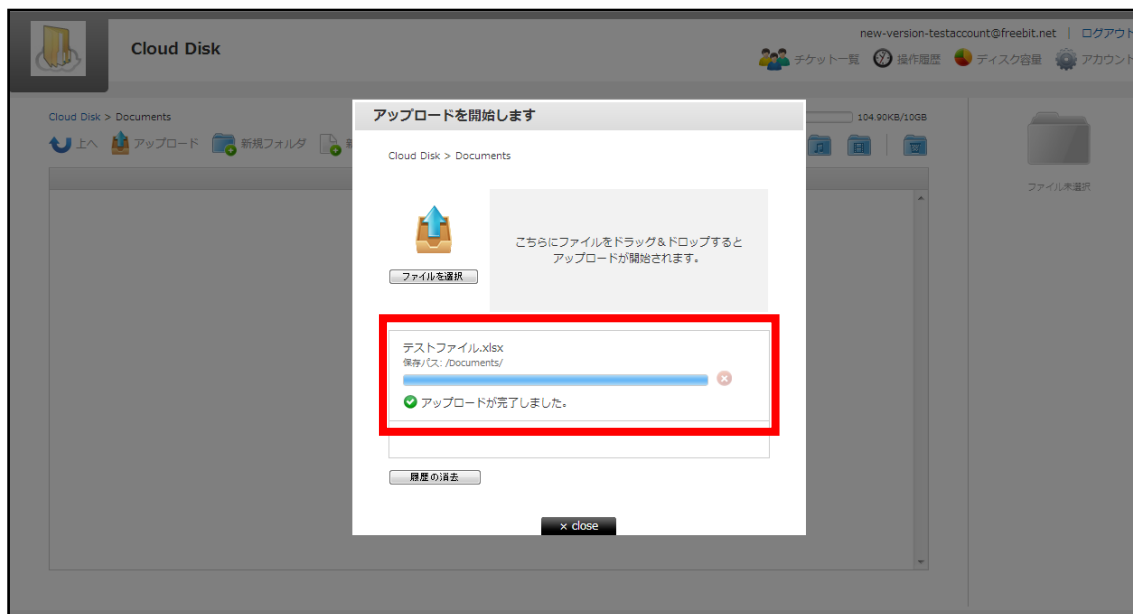 Cloud Disk
new-version-testaccount@freebit.net | ログアウト
チケット一覧 操作履歴 ディスク容量 アカウント
Cloud Disk > Documents
104.90KB/10GB
上へ アップロード 新規フォルダ
ファイル未選択
アップロードを開始します
Cloud Disk > Documents
こちらにファイルをドラッグ&ドロップすると
アップロードが開始されます。
ファイルを選択
テストファイル.xlsx
保存パス: /Documents/
アップロードが完了しました。
履歴の消去
× close